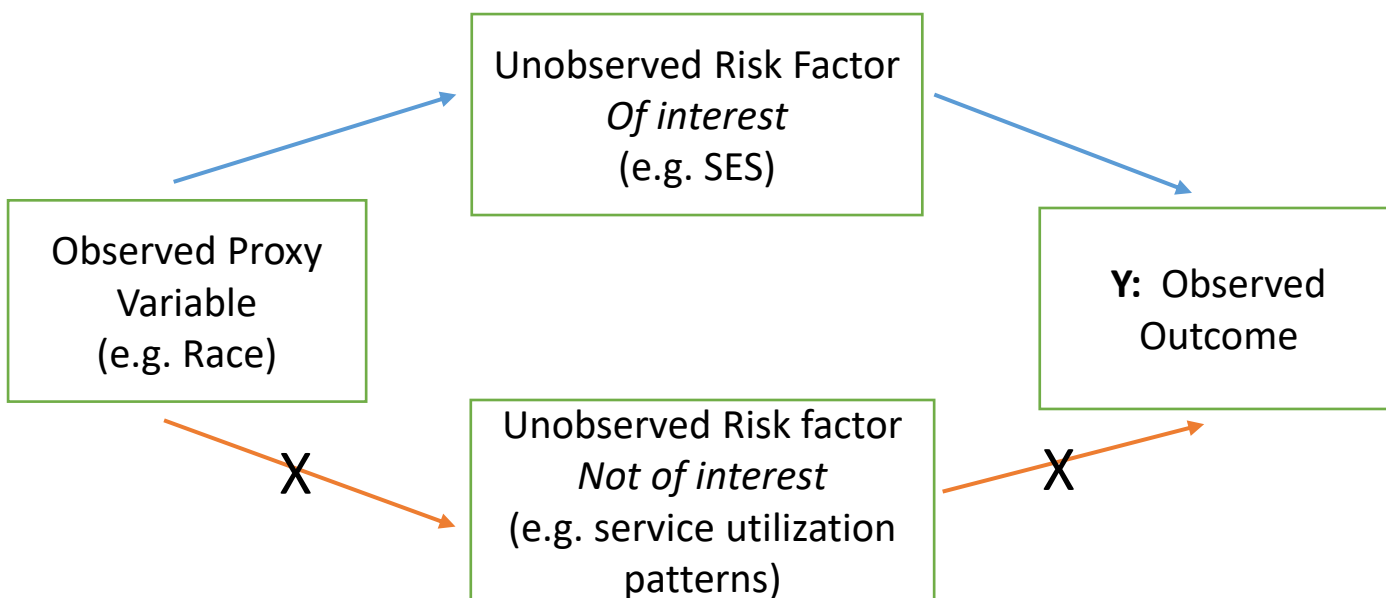 Unobserved Risk Factor
Of interest
(e.g. SES)
Observed Proxy
Variable
(e.g. Race)
Y: Observed
Outcome
X
Unobserved Risk factor
Not of interest
(e.g. service utilization
patterns)
X